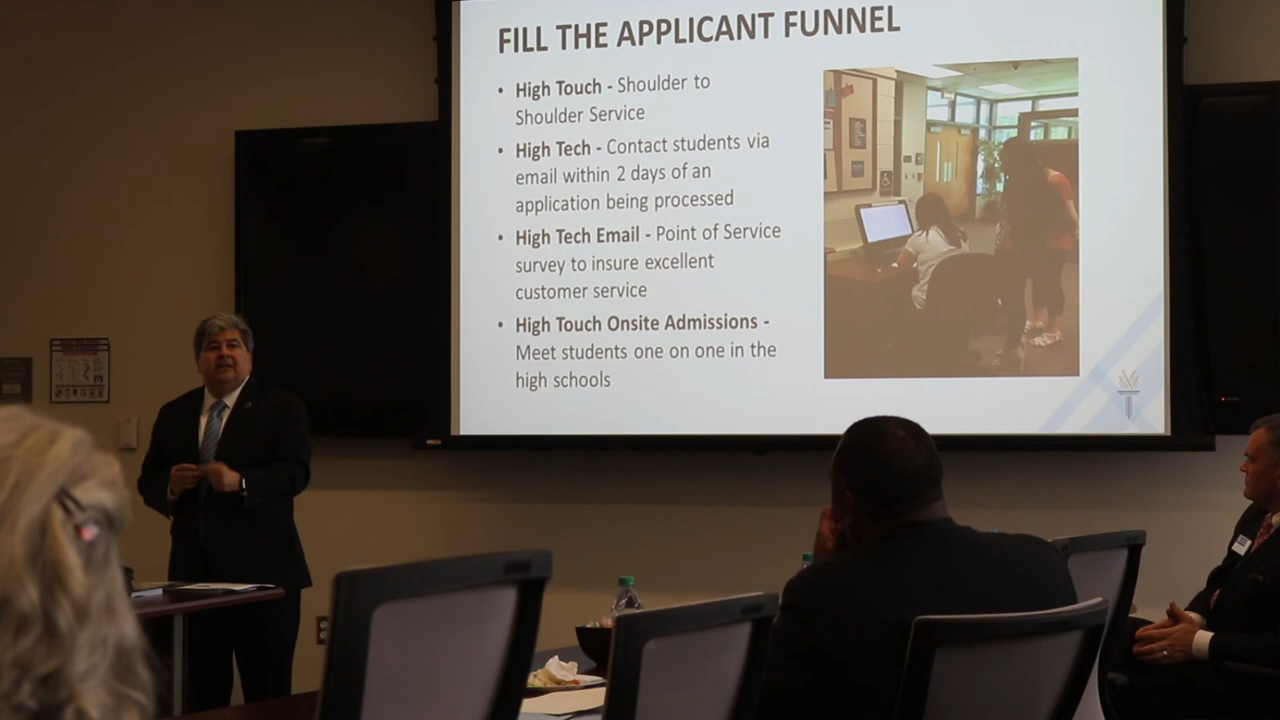 FILL THE APPLICANT FUNNEL
• High Touch - Shoulder to
Shoulder Service
• High Tech - Contact students via
email within 2 days of an
application being processed
• High Tech Email - Point of Service
survey to insure excellent
customer service
• High Touch Onsite Admissions -
Meet students one on one in the
high schools